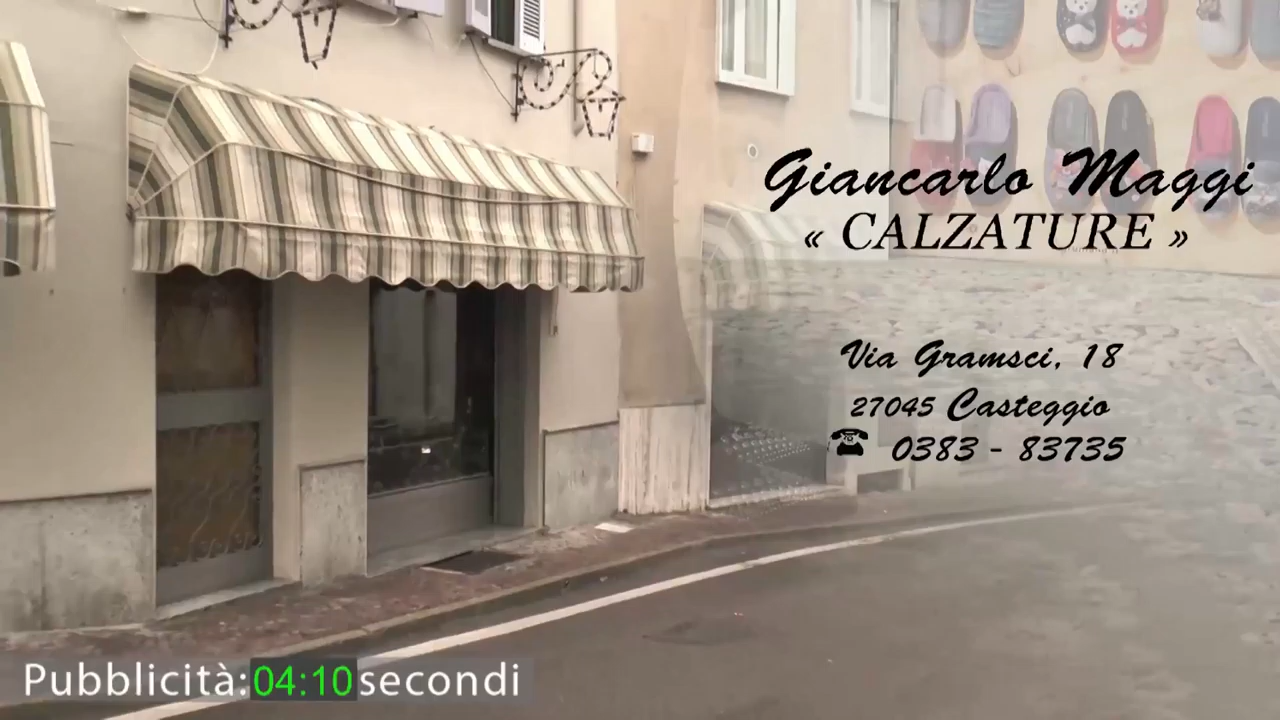 Giancarlo Maggi
« CALZATURE »
Via Gramsci, 18
27045 Casteggio
☎ 0383 - 83735
Pubblicità: 04:10 secondi